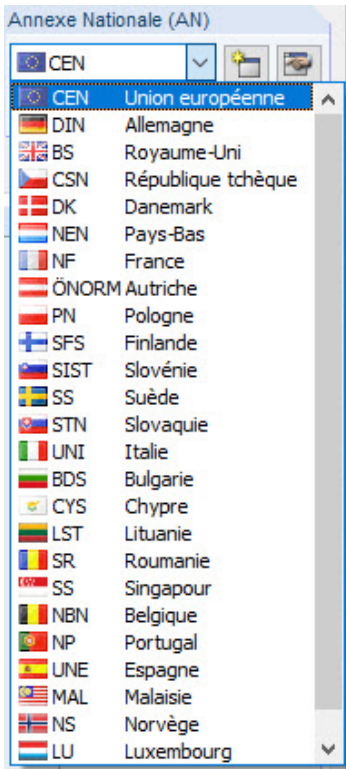 Annexe Nationale (AN)
CEN
CEN Union européenne
DIN Allemagne
BS Royaume-Uni
CSN République tchèque
DK Danemark
NEN Pays-Bas
NF France
ÖNORM Autriche
PN Pologne
SFS Finlande
SIST Slovénie
SS Suède
STN Slovaquie
UNI Italie
BDS Bulgarie
CYS Chypre
LST Lituanie
SR Roumanie
SS Singapour
NBN Belgique
NP Portugal
UNE Espagne
MAL Malaisie
NS Norvège
LU Luxembourg